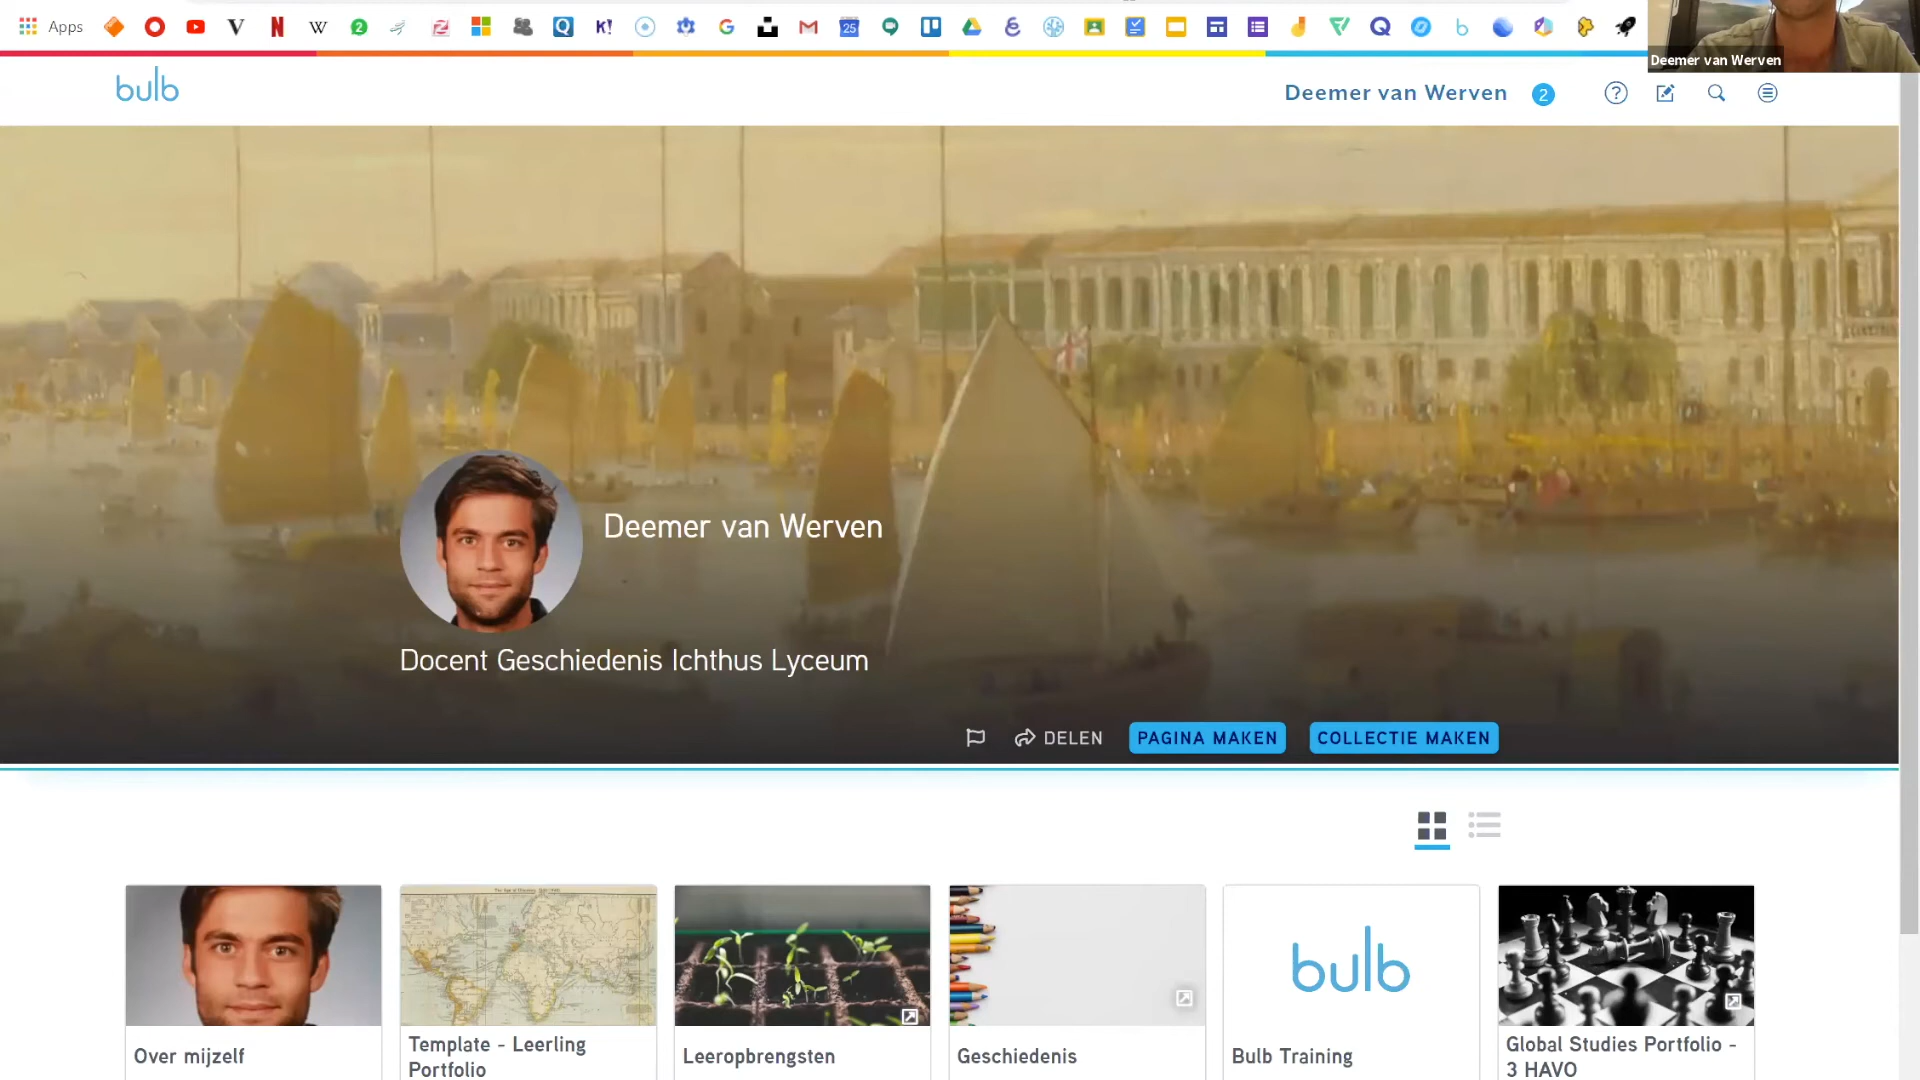 Apps
Deemer van Werven
bulb
Deemer van Werven 2
Deemer van Werven
Docent Geschiedenis Ichthus Lyceum
DELEN
PAGINA MAKEN
COLLECTIE MAKEN
bulb
Over mijzelf
Template - Leerling
Portfolio
Leeropbrengsten
Geschiedenis
Bulb Training
Global Studies Portfolio -
3 HAVO